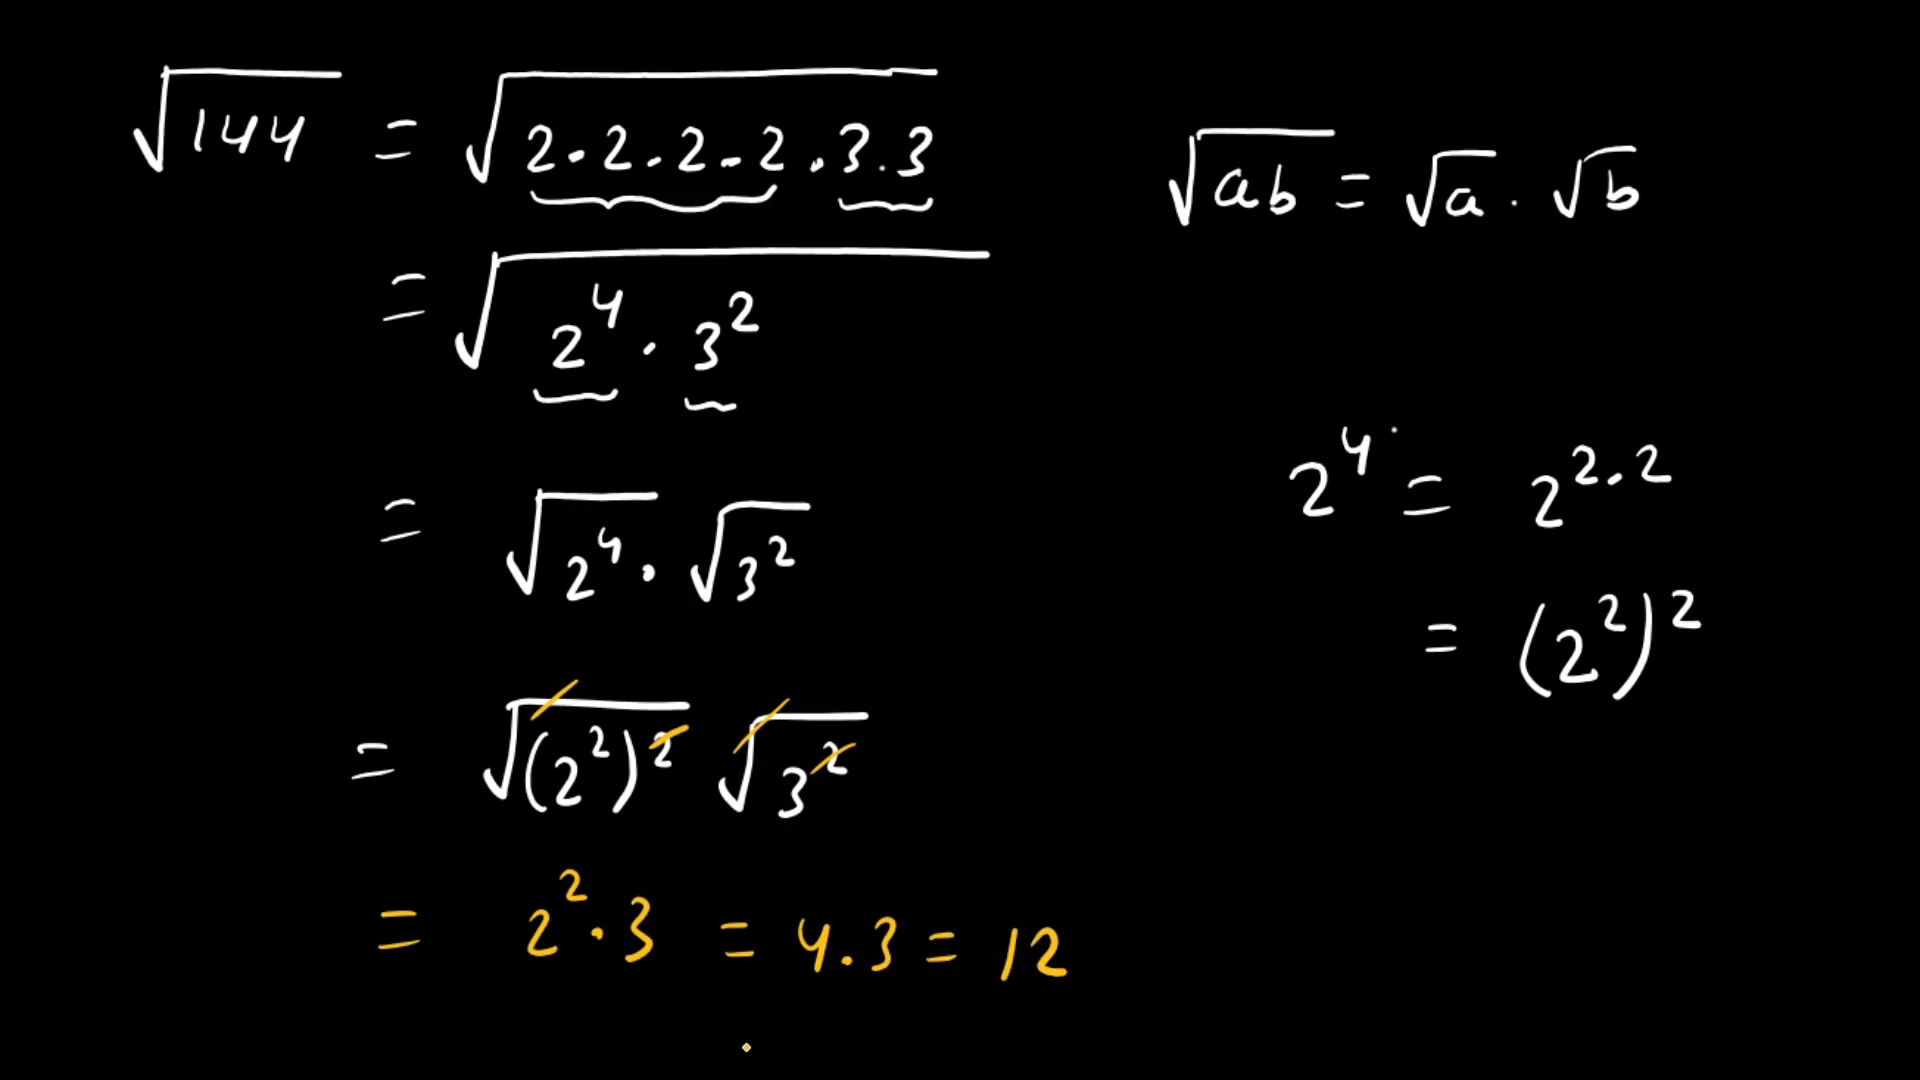 √144 = √2·2·2·2·3·3
= √2⁴·3²
= √2⁴·√3²
= √(2²)² √3²
= 2²·3 = 4·3 = 12
√ab = √a·√b
2⁴ = 2²·²
= (2²)²